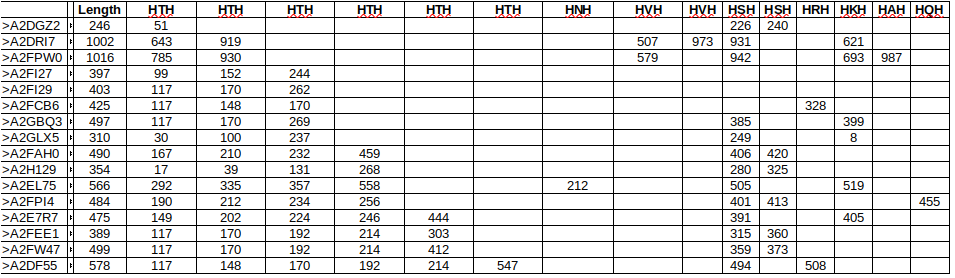 Length HTH HTH HTH HTH HTH HTH HNH HVH HVH HSH HSH HRH HKH HAH HQH
>A2DGZ2 246 51 226 240
>A2DRI7 1002 643 919 507 973 931 621
>A2FPW0 1016 785 930 579 942 693 987
>A2FI27 397 99 152 244
>A2FI29 403 117 170 262
>A2FCB6 425 117 148 170 328
>A2GBQ3 497 117 170 269 385 399
>A2GLX5 310 30 100 237 249 8
>A2FAH0 490 167 210 232 459 406 420
>A2H129 354 17 39 131 268 280 325
>A2EL75 566 292 335 357 558 212 505 519
>A2FPI4 484 190 212 234 256 401 413 455
>A2E7R7 475 149 202 224 246 444 391 405
>A2FEE1 389 117 170 192 214 303 315 360
>A2FW47 499 117 170 192 214 412 359 373
>A2DF55 578 117 148 170 192 214 547 494 508